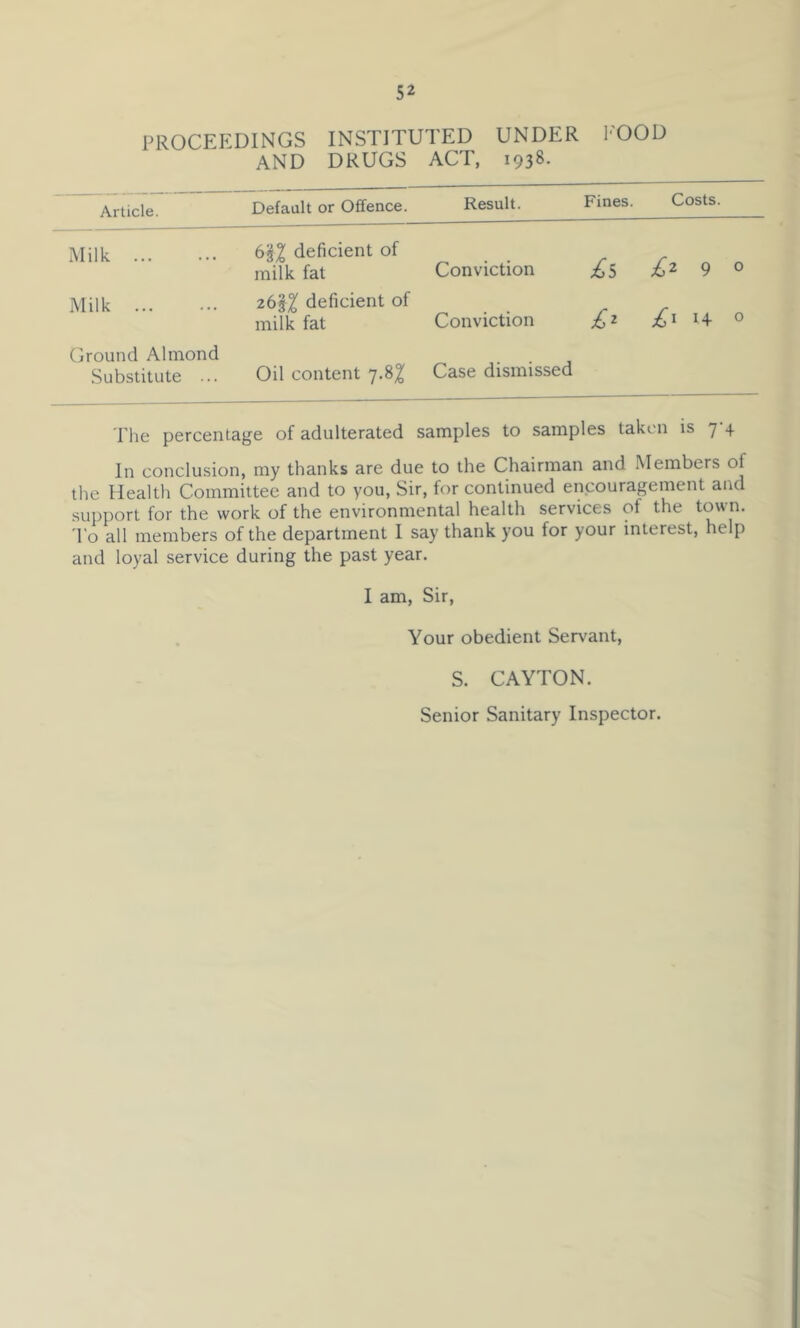 52
PROCEEDINGS INSTITUTED UNDER FOOD
AND DRUGS ACT, 1938.
Article. Default or Offence. Result. Fines. Costs.
Milk ... ... 6⅔% deficient of
milk fat Conviction £5 £2 9 0
Milk ... ... 26⅔% deficient of
milk fat Conviction £2 £1 14 0
Ground Almond
Substitute ... Oil content 7.8% Case dismissed
The percentage of adulterated samples to samples taken is 7·4
In conclusion, my thanks are due to the Chairman and Members of
the Health Committee and to you, Sir, for continued encouragement and
support for the work of the environmental health services of the town.
To all members of the department I say thank you for your interest, help
and loyal service during the past year.
I am, Sir,
Your obedient Servant,
S. CAYTON.
Senior Sanitary Inspector.